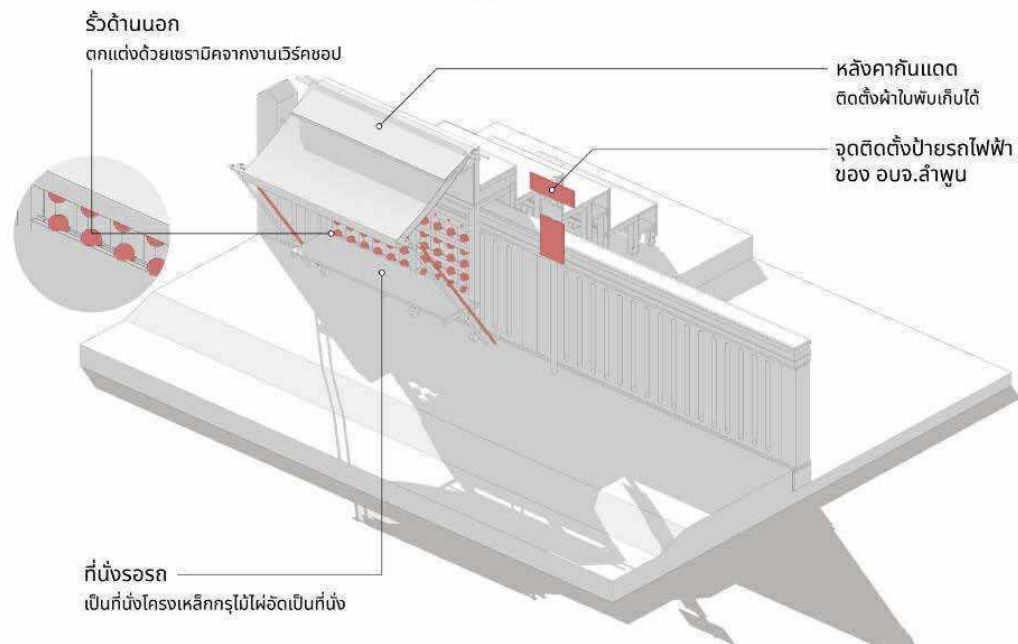 รั้วด้านนอก
ตกแต่งด้วยเซรามิคจากงานเวิร์คชอป
หลังคากันแดด
ติดตั้งผ้าใบพับเก็บได้
จุดติดตั้งป้ายรถไฟฟ้า
ของ อบจ.ลำพูน
ที่นั่งรอรถ
เป็นที่นั่งโครงเหล็กกรุไม้ไผ่อัดเป็นที่นั่ง